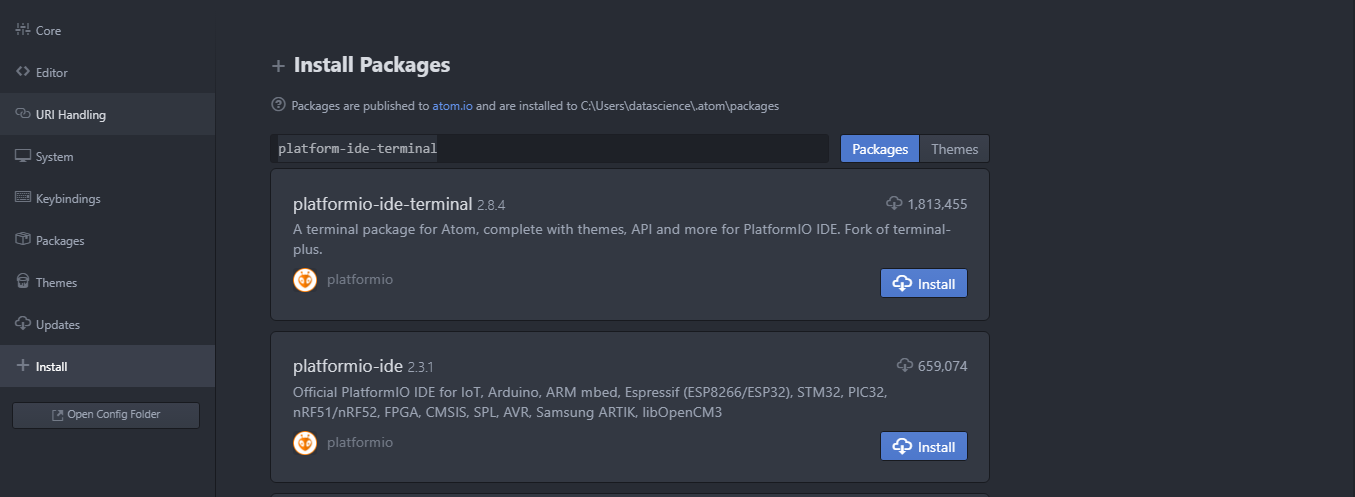 Core
Editor
URI Handling
System
Keybindings
Packages
Themes
Updates
Install
Open Config Folder
Install Packages
Packages are published to atom.io and are installed to C:\Users\datascience\.atom\packages
platform-ide-terminal
Packages Themes
platformio-ide-terminal 2.8.4 1,813,455
A terminal package for Atom, complete with themes, API and more for PlatformIO IDE. Fork of terminal-
plus.
platformio Install
platformio-ide 2.3.1 659,074
Official PlatformIO IDE for IoT, Arduino, ARM mbed, Espressif (ESP8266/ESP32), STM32, PIC32,
nRF51/nRF52, FPGA, CMSIS, SPL, AVR, Samsung ARTIK, libOpenCM3
platformio Install